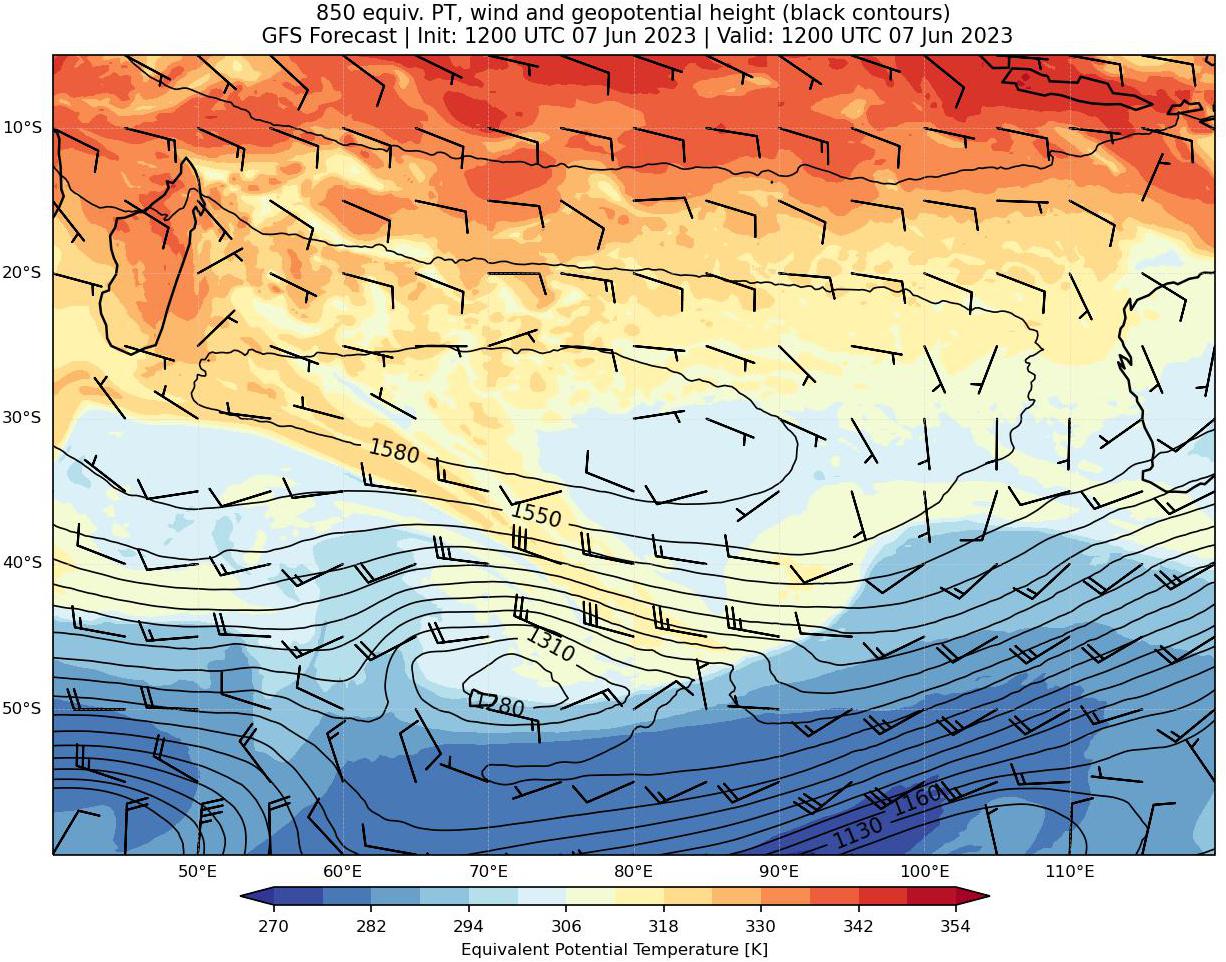 850 equiv. PT, wind and geopotential height (black contours)
GFS Forecast | Init: 1200 UTC 07 Jun 2023 | Valid: 1200 UTC 07 Jun 2023
10°S
20°S
30°S
40°S
50°S
1580
1550
1310
1280
1160
1130
50°E 60°E 70°E 80°E 90°E 100°E 110°E
270 282 294 306 318 330 342 354
Equivalent Potential Temperature [K]